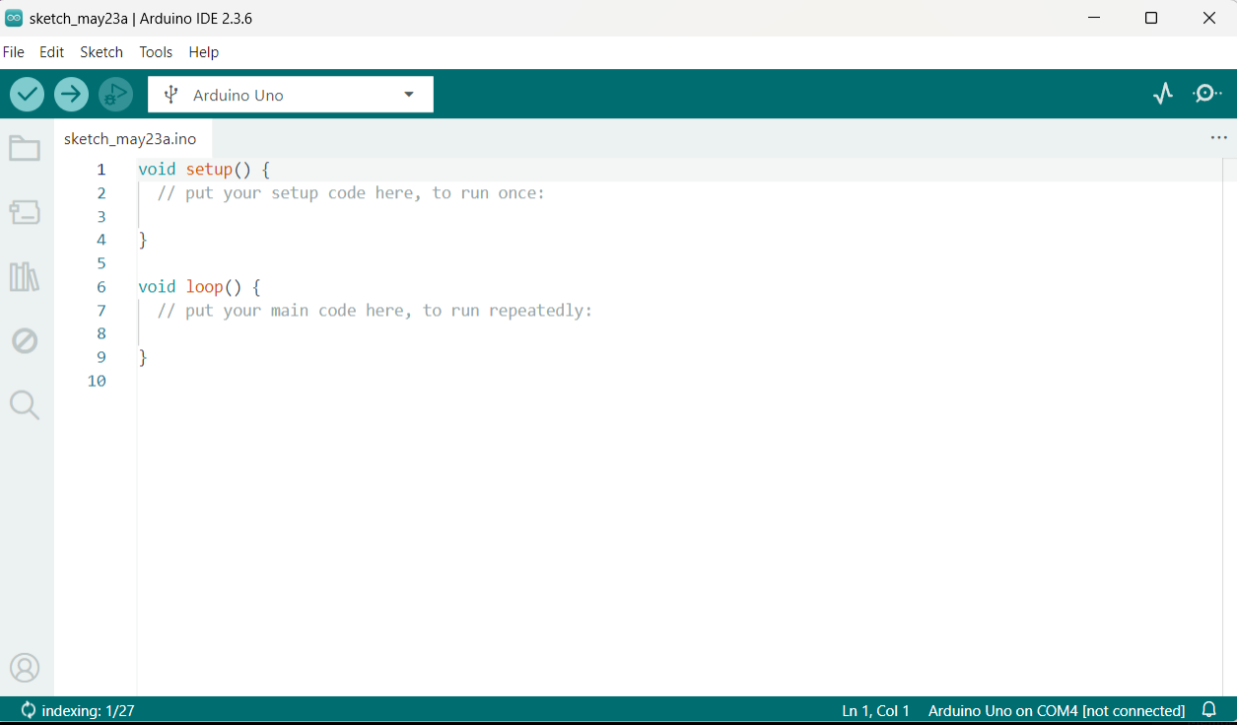 sketch_may23a | Arduino IDE 2.3.6
File Edit Sketch Tools Help
Arduino Uno
sketch_may23a.ino
1 void setup() {
2 // put your setup code here, to run once:
3
4 }
5
6 void loop() {
7 // put your main code here, to run repeatedly:
8
9 }
10
indexing: 1/27 Ln 1, Col 1 Arduino Uno on COM4 [not connected]